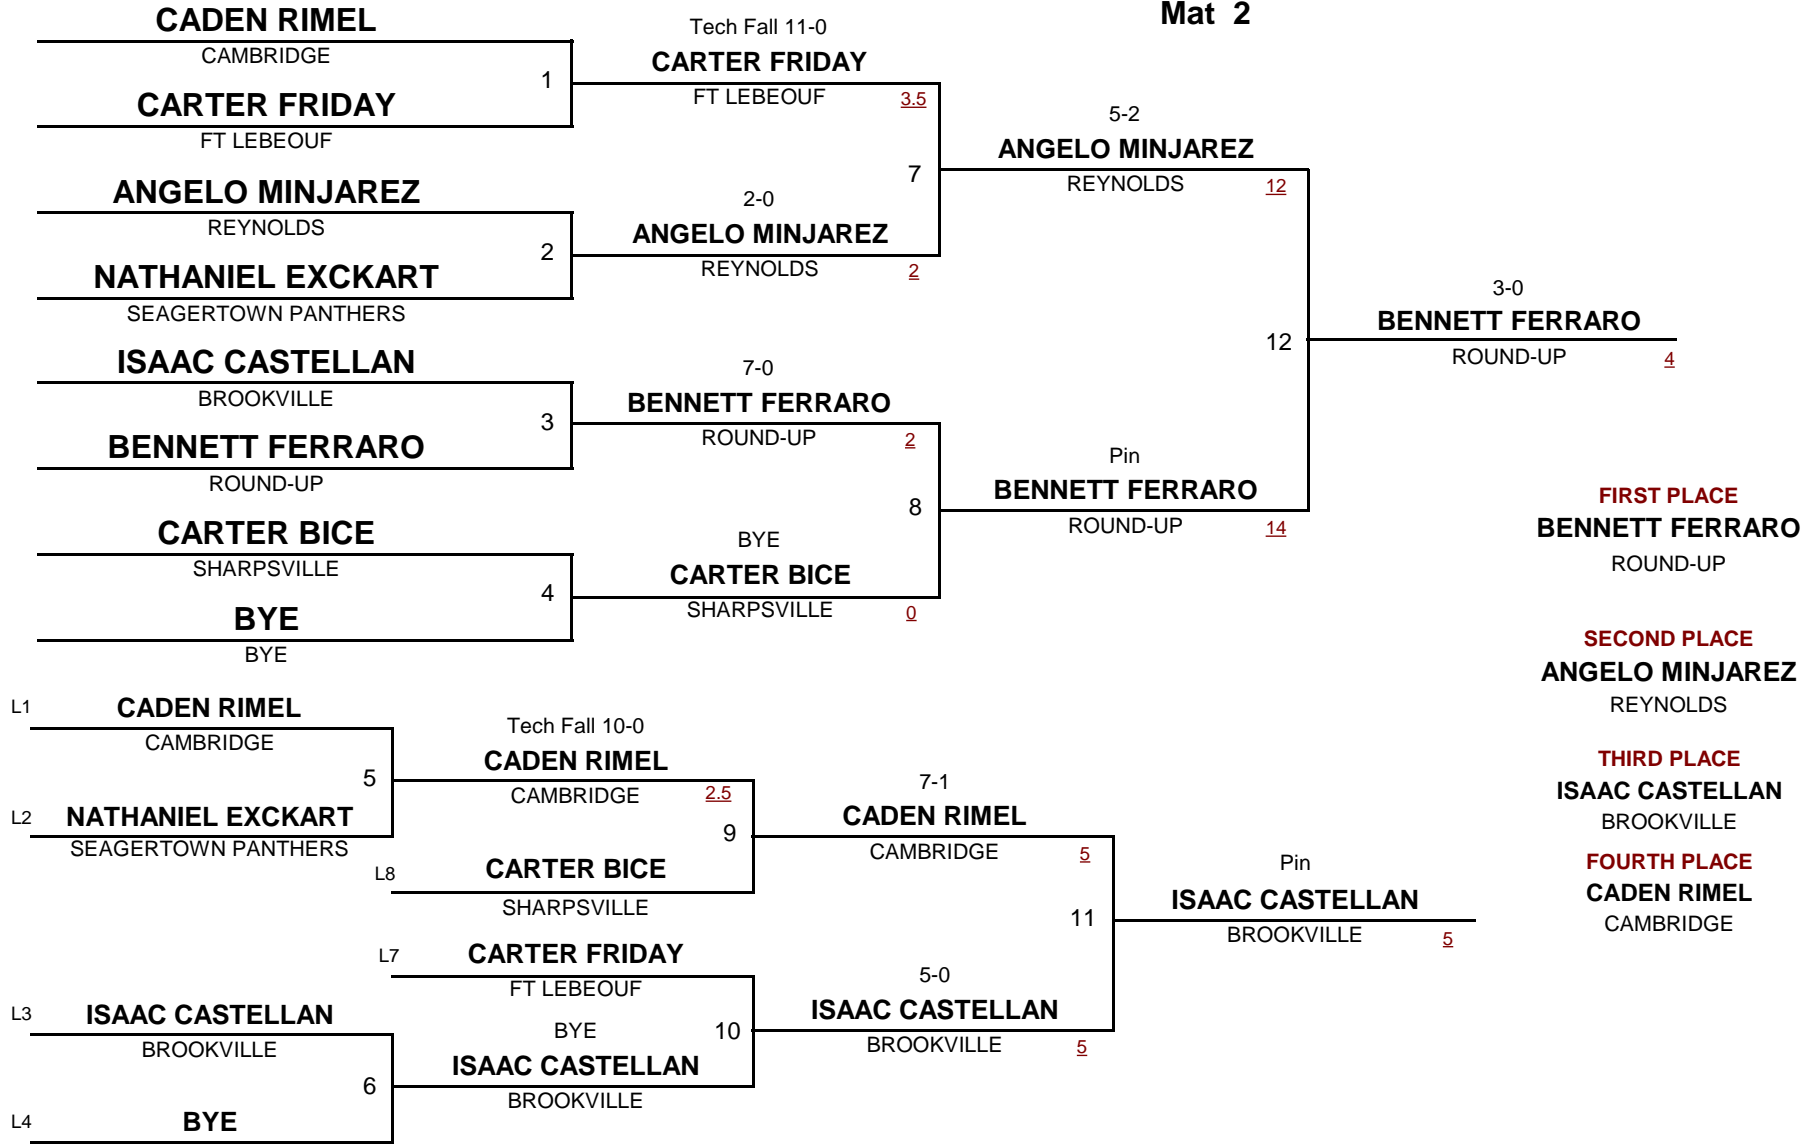 Mat 2
CADEN RIMEL
CAMBRIDGE
1
CARTER FRIDAY
FT LEBEOUF
Tech Fall 11-0
CARTER FRIDAY
FT LEBEOUF 3.5
ANGELO MINJAREZ
REYNOLDS
2
NATHANIEL EXCKART
SEAGERTOWN PANTHERS
2-0
ANGELO MINJAREZ
REYNOLDS 2
7
5-2
ANGELO MINJAREZ
REYNOLDS 12
ISAAC CASTELLAN
BROOKVILLE
3
BENNETT FERRARO
ROUND-UP
7-0
BENNETT FERRARO
ROUND-UP 2
CARTER BICE
SHARPSVILLE
4
BYE
BYE
BYE
CARTER BICE
SHARPSVILLE 0
8
Pin
BENNETT FERRARO
ROUND-UP 14
12
3-0
BENNETT FERRARO
ROUND-UP 4
FIRST PLACE
BENNETT FERRARO
ROUND-UP
SECOND PLACE
ANGELO MINJAREZ
REYNOLDS
THIRD PLACE
ISAAC CASTELLAN
BROOKVILLE
FOURTH PLACE
CADEN RIMEL
CAMBRIDGE
L1 CADEN RIMEL
CAMBRIDGE
5
L2 NATHANIEL EXCKART
SEAGERTOWN PANTHERS
Tech Fall 10-0
CADEN RIMEL
CAMBRIDGE 2.5
9
L8 CARTER BICE
SHARPSVILLE
7-1
CADEN RIMEL
CAMBRIDGE 5
L7 CARTER FRIDAY
FT LEBEOUF
L3 ISAAC CASTELLAN
BROOKVILLE
6
L4 BYE
BYE
ISAAC CASTELLAN
BROOKVILLE
10
5-0
ISAAC CASTELLAN
BROOKVILLE 5
11
Pin
ISAAC CASTELLAN
BROOKVILLE 5